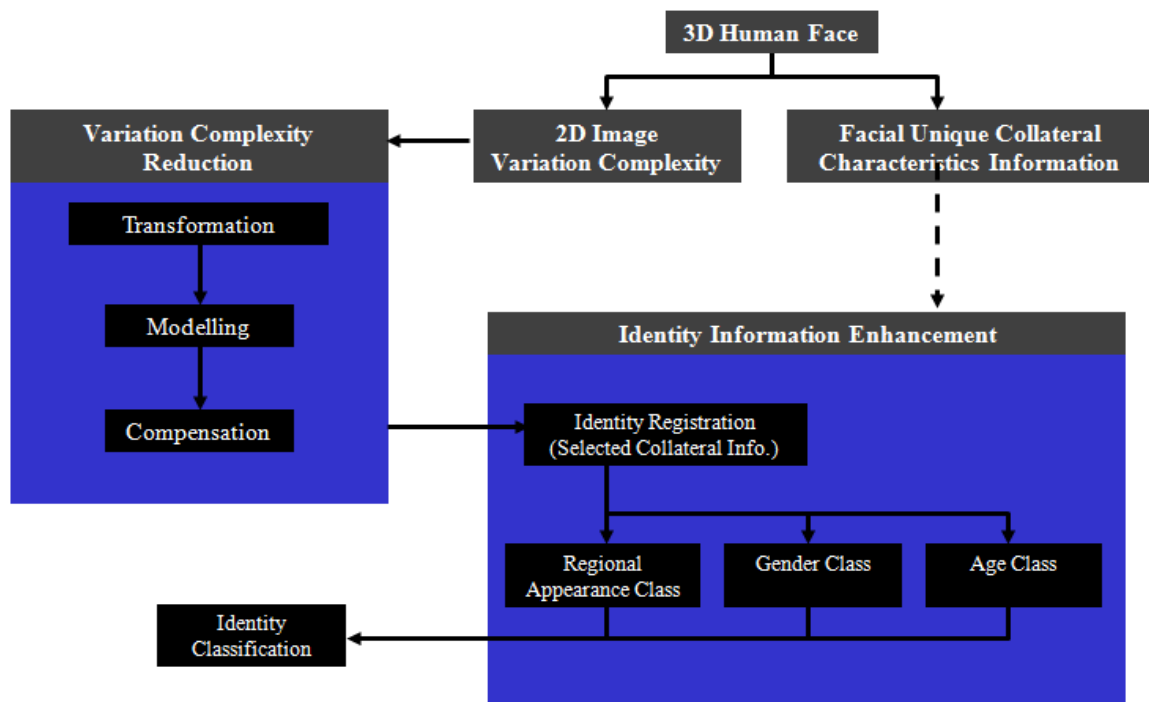 3D Human Face
Variation Complexity
Reduction
2D Image
Variation Complexity
Facial Unique Collateral
Characteristics Information
Transformation
Modelling
Compensation
Identity Information Enhancement
Identity Registration
(Selected Collateral Info.)
Regional
Appearance Class
Gender Class
Age Class
Identity
Classification